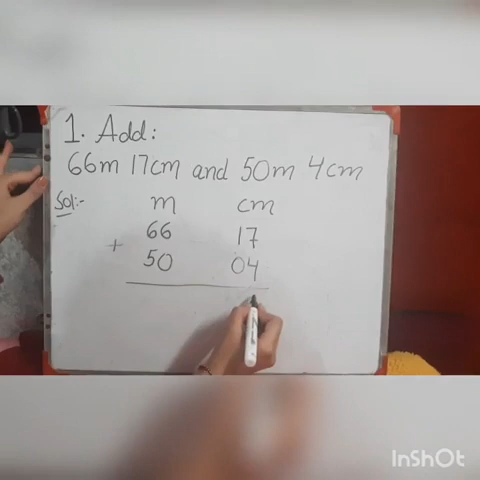 1. Add:
66m 17cm and 50m 4cm
Sol:- m cm
66 17
+ 50 04
InShOt